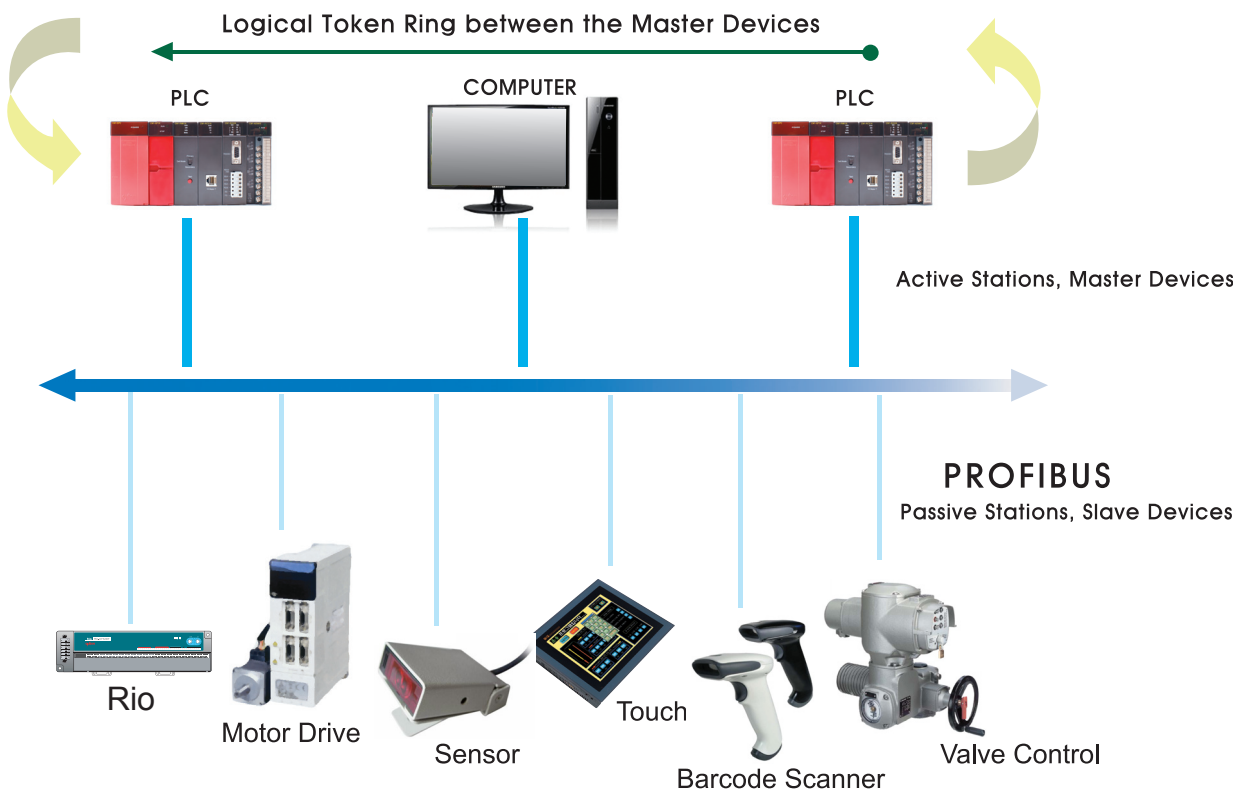 Logical Token Ring between the Master Devices
PLC
COMPUTER
PLC
Active Stations, Master Devices
PROFIBUS
Passive Stations, Slave Devices
Rio
Motor Drive
Sensor
Touch
Barcode Scanner
Valve Control